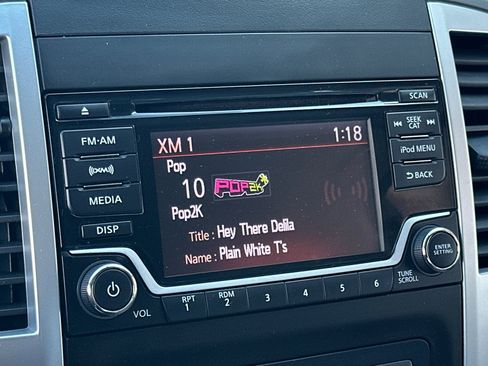 SCAN
FM·AM
SEEK
CAT
XM 1
1:18
Pop
iPod MENU
(XM)
10 POP2K
BACK
MEDIA
Pop2K
DISP
Title : Hey There Delila
Name : Plain White T's
ENTER
SETTING
TUNE
SCROLL
VOL
RPT
1
RDM
2
3
4
5
6